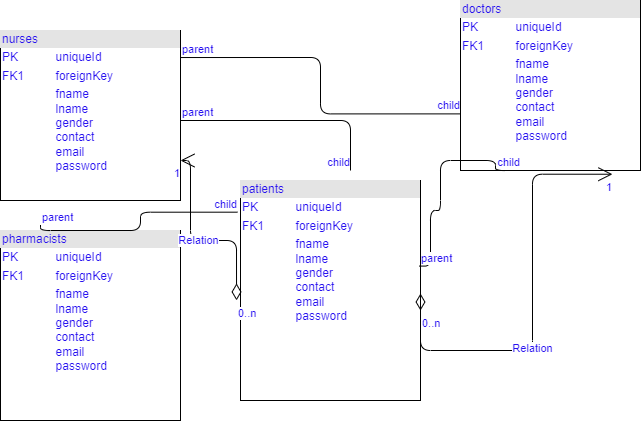 doctors
PK uniqueId
FK1 foreignKey
fname
lname
gender
contact
email
password
nurses
PK uniqueId
FK1 foreignKey
fname
lname
gender
contact
email
password
parent
child
parent
child
child
1
1
parent
child
pharmacists
PK uniqueId
FK1 foreignKey
fname
lname
gender
contact
email
password
patients
PK uniqueId
FK1 foreignKey
fname
lname
gender
contact
email
password
Relation
0..n
parent
0..n
Relation